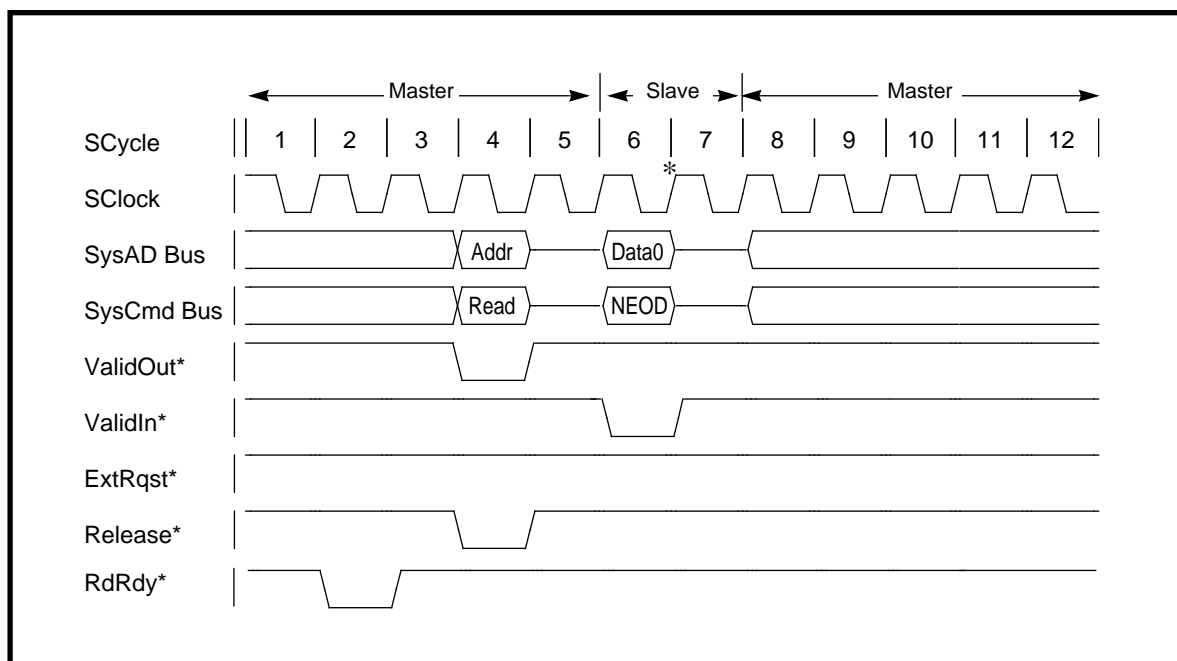 Master Slave Master
SCycle 1 2 3 4 5 6 7 8 9 10 11 12
*
SClock
SysAD Bus Addr Data0
SysCmd Bus Read NEOD
ValidOut*
ValidIn*
ExtRqst*
Release*
RdRdy*